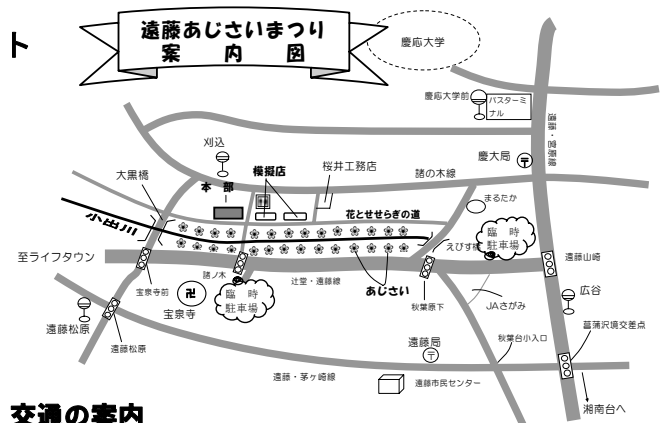 ト
遠藤あじさいまつり
案 内 図
慶応大学
慶応大学前
バスターミ
ナル
遠藤・宮原線
刈込
慶大局
模擬店
桜井工務店
諸の木線
大黒橋
本 部
まるたか
花とせせらぎの道
小出川
えびす橋
臨 時
駐車場
至ライフタウン
遠藤山崎
諸ノ木
辻堂・遠藤線
宝泉寺前
臨 時
駐車場
あじさい
宝泉寺
秋葉原下
JAさがみ
広谷
遠藤松原
菖蒲沢境交差点
遠藤松原
遠藤局
秋葉台小入口
遠藤・茅ヶ崎線
遠藤市民センター
湘南台へ
交通の案内